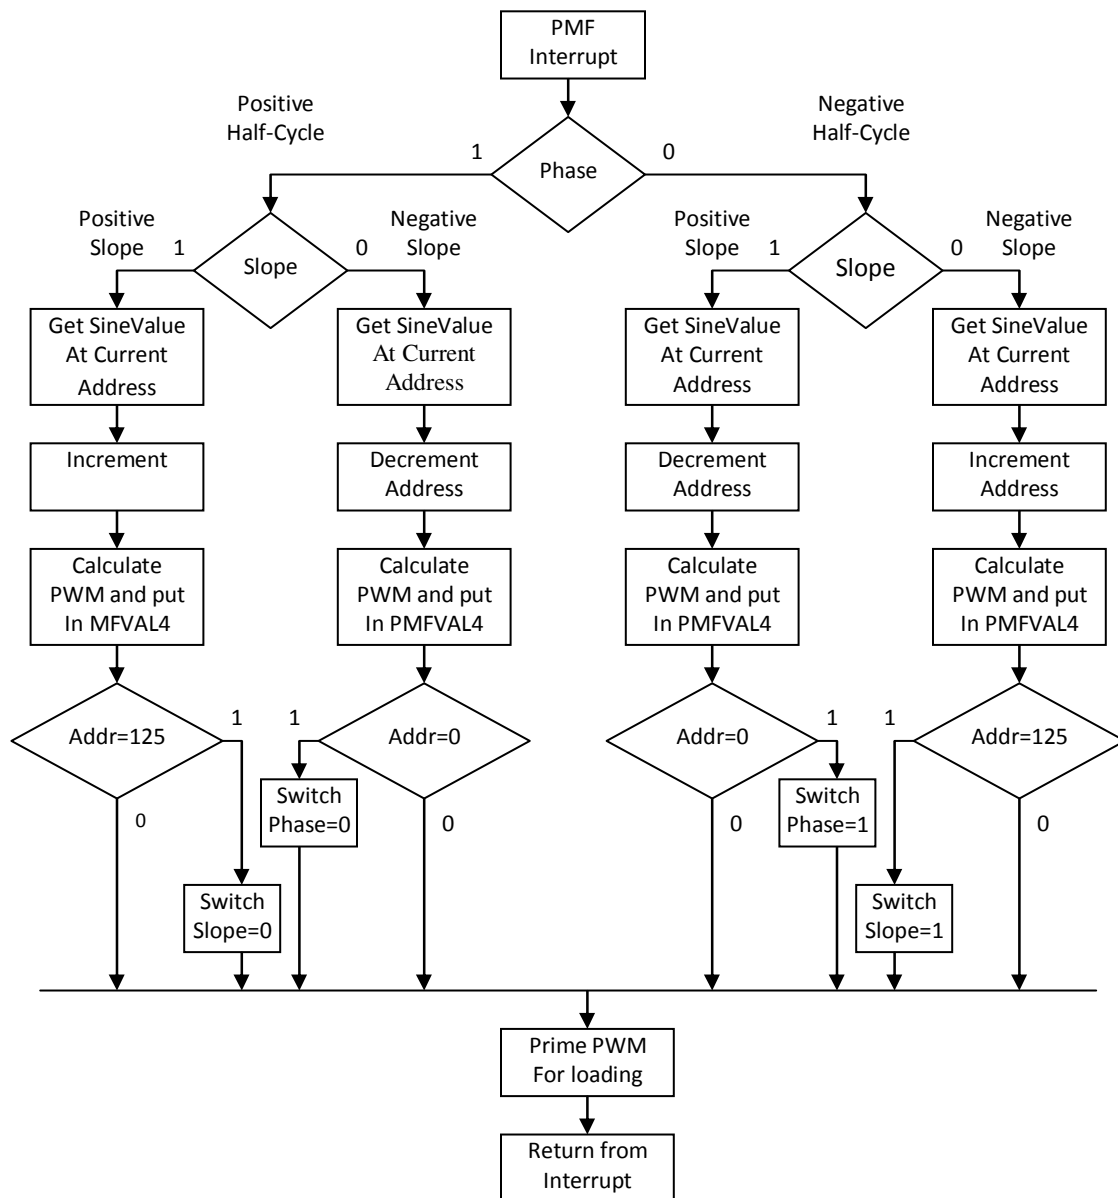 PMF
Interrupt
Positive
Half-Cycle
Negative
Half-Cycle
1
Phase
0
Positive
Slope
1
Slope
0
Negative
Slope
Positive
Slope
1
Slope
0
Negative
Slope
Get SineValue
At Current
Address
Get SineValue
At Current
Address
Get SineValue
At Current
Address
Get SineValue
At Current
Address
Increment
Decrement
Address
Decrement
Address
Increment
Address
Calculate
PWM and put
In MFVAL4
Calculate
PWM and put
In PMFVAL4
Calculate
PWM and put
In PMFVAL4
Calculate
PWM and put
In PMFVAL4
Addr=125
1
1
Addr=0
Addr=0
1
1
Addr=125
0
Switch
Phase=0
0
0
Switch
Phase=1
0
Switch
Slope=0
Switch
Slope=1
Prime PWM
For loading
Return from
Interrupt